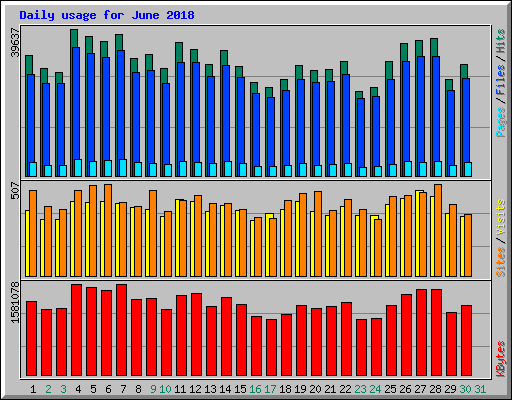 Daily usage for June 2018
39637
Pages / Files / Hits
507
Sites / Visits
1581078
KBytes
1 2 3 4 5 6 7 8 9 10 11 12 13 14 15 16 17 18 19 20 21 22 23 24 25 26 27 28 29 30 31